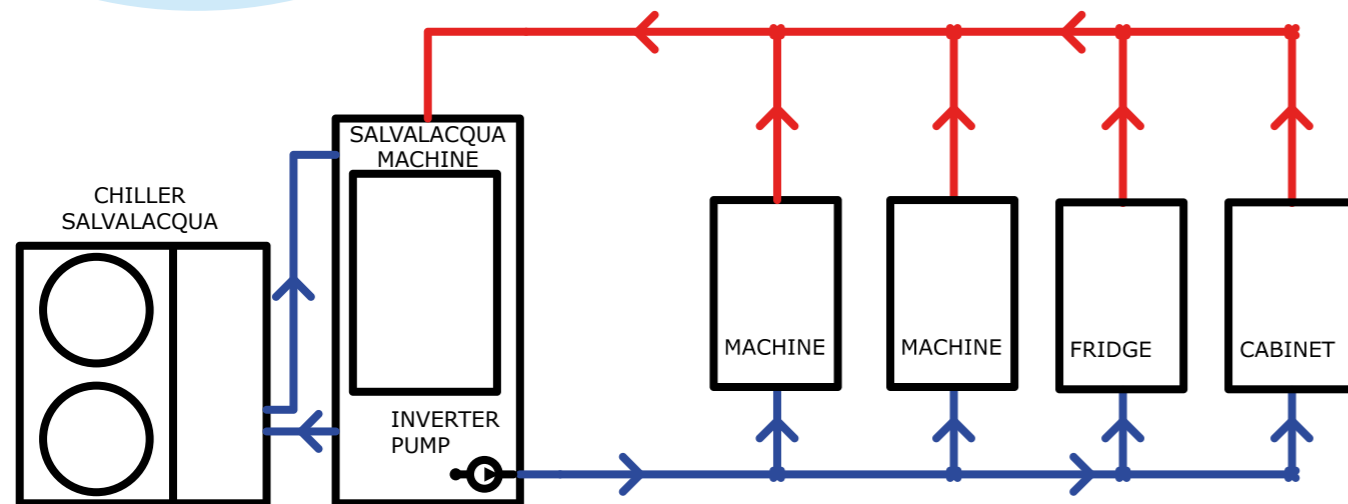 SALVALACQUA
MACHINE
CHILLER
SALVALACQUA
MACHINE
MACHINE
FRIDGE
CABINET
INVERTER
PUMP